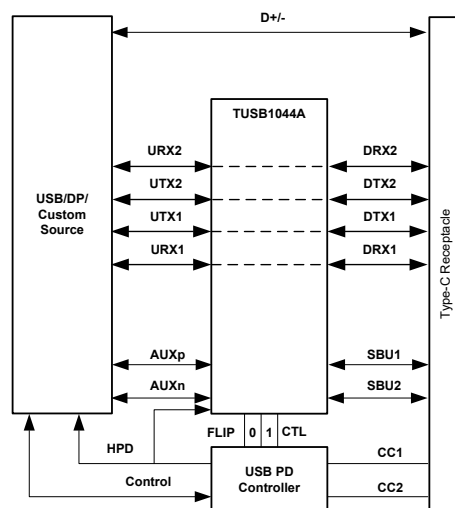 D+/-
TUSB1044A
URX2
DRX2
UTX2
DTX2
USB/DP/
Custom
Source
UTX1
DTX1
URX1
DRX1
Type-C Receptacle
AUXp
SBU1
AUXn
SBU2
FLIP
0
1
CTL
HPD
CC1
USB PD
Controller
Control
CC2